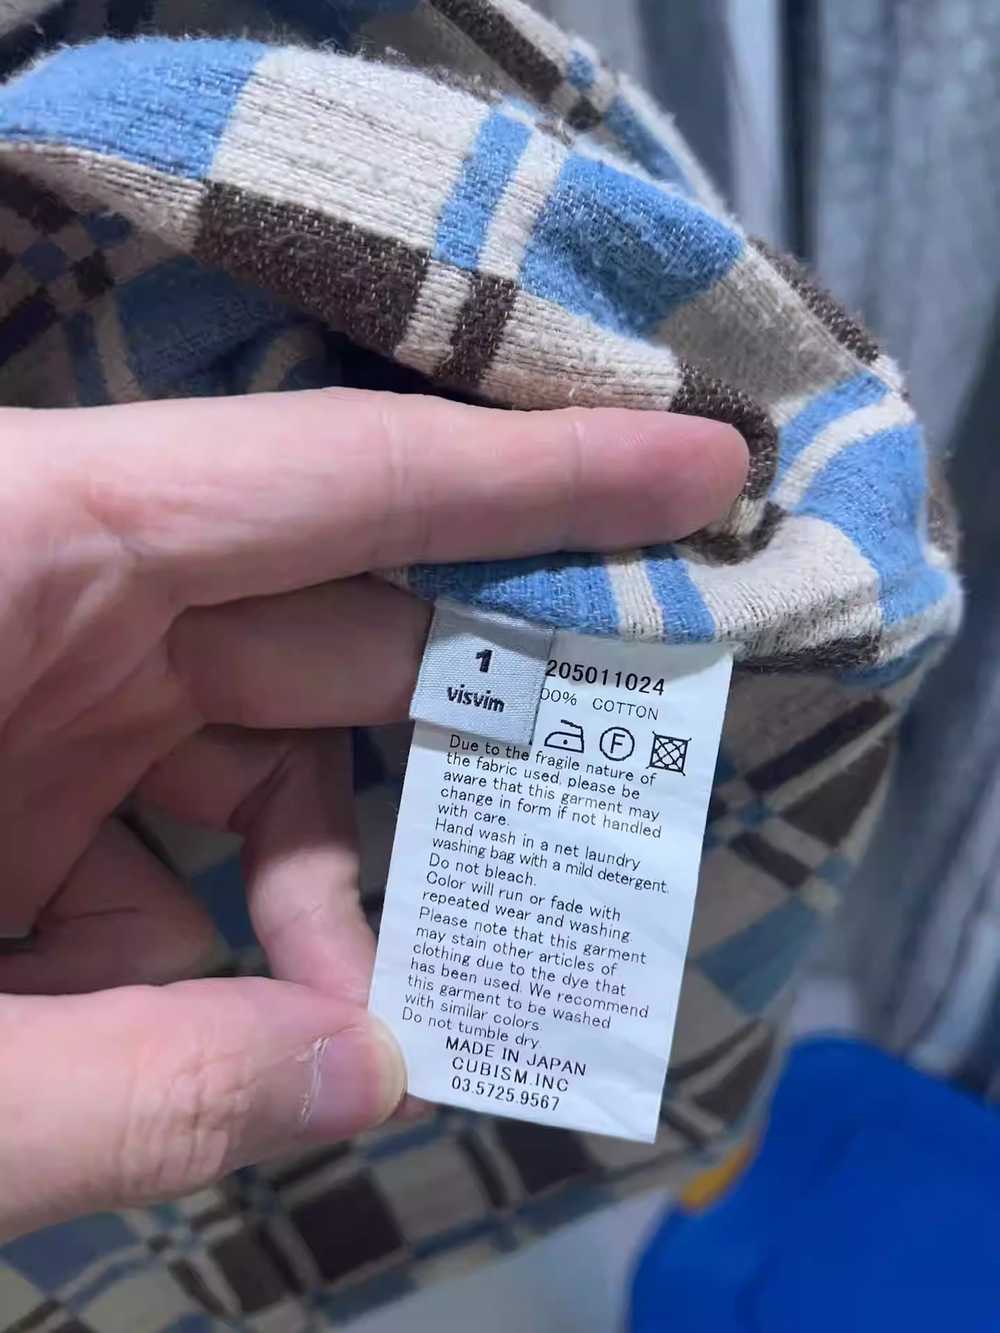 1
visvim
205011024
00% COTTON
F
Due to the fragile nature of
the fabric used, please be
aware that this garment may
change in form if not handled
with care.
Hand wash in a net laundry
washing bag with a mild detergent.
Do not bleach.
Color will run or fade with
repeated wear and washing.
Please note that this garment
may stain other articles of
clothing due to the dye that
has been used. We recommend
this garment to be washed
with similar colors.
Do not tumble dry.
MADE IN JAPAN
CUBISM.INC
03.5725.9567